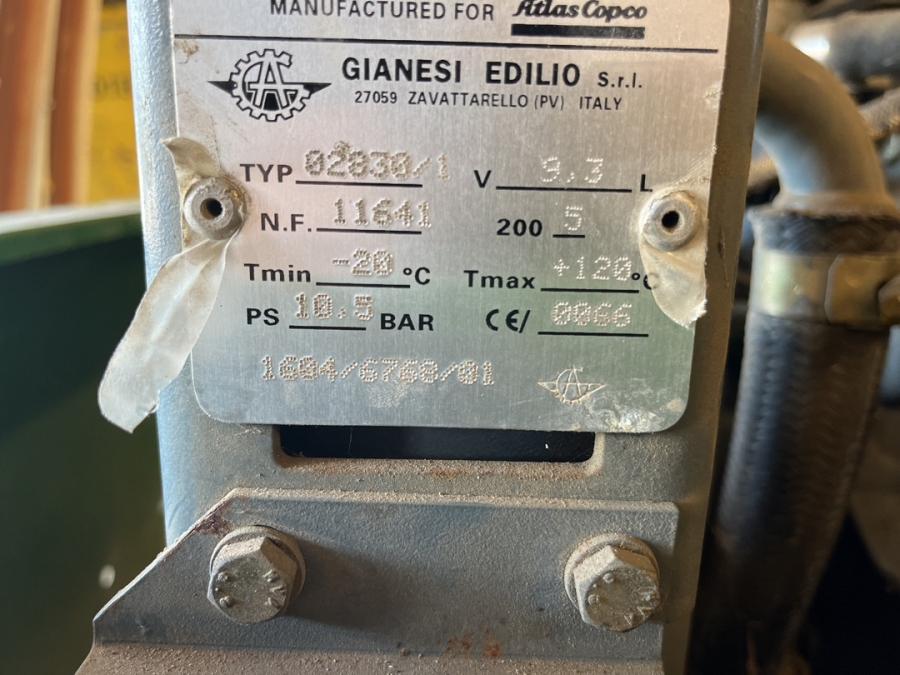 MANUFACTURED FOR Atlas Copco
GIANESI EDILIO S.r.l.
27059 ZAVATTARELLO (PV) ITALY
TYP 02830/1 V 9,3 L
N.F. 11641 200 5
Tmin -20 °C Tmax +120 °C
PS 10.5 BAR CE/ 0066
1604/6768/01